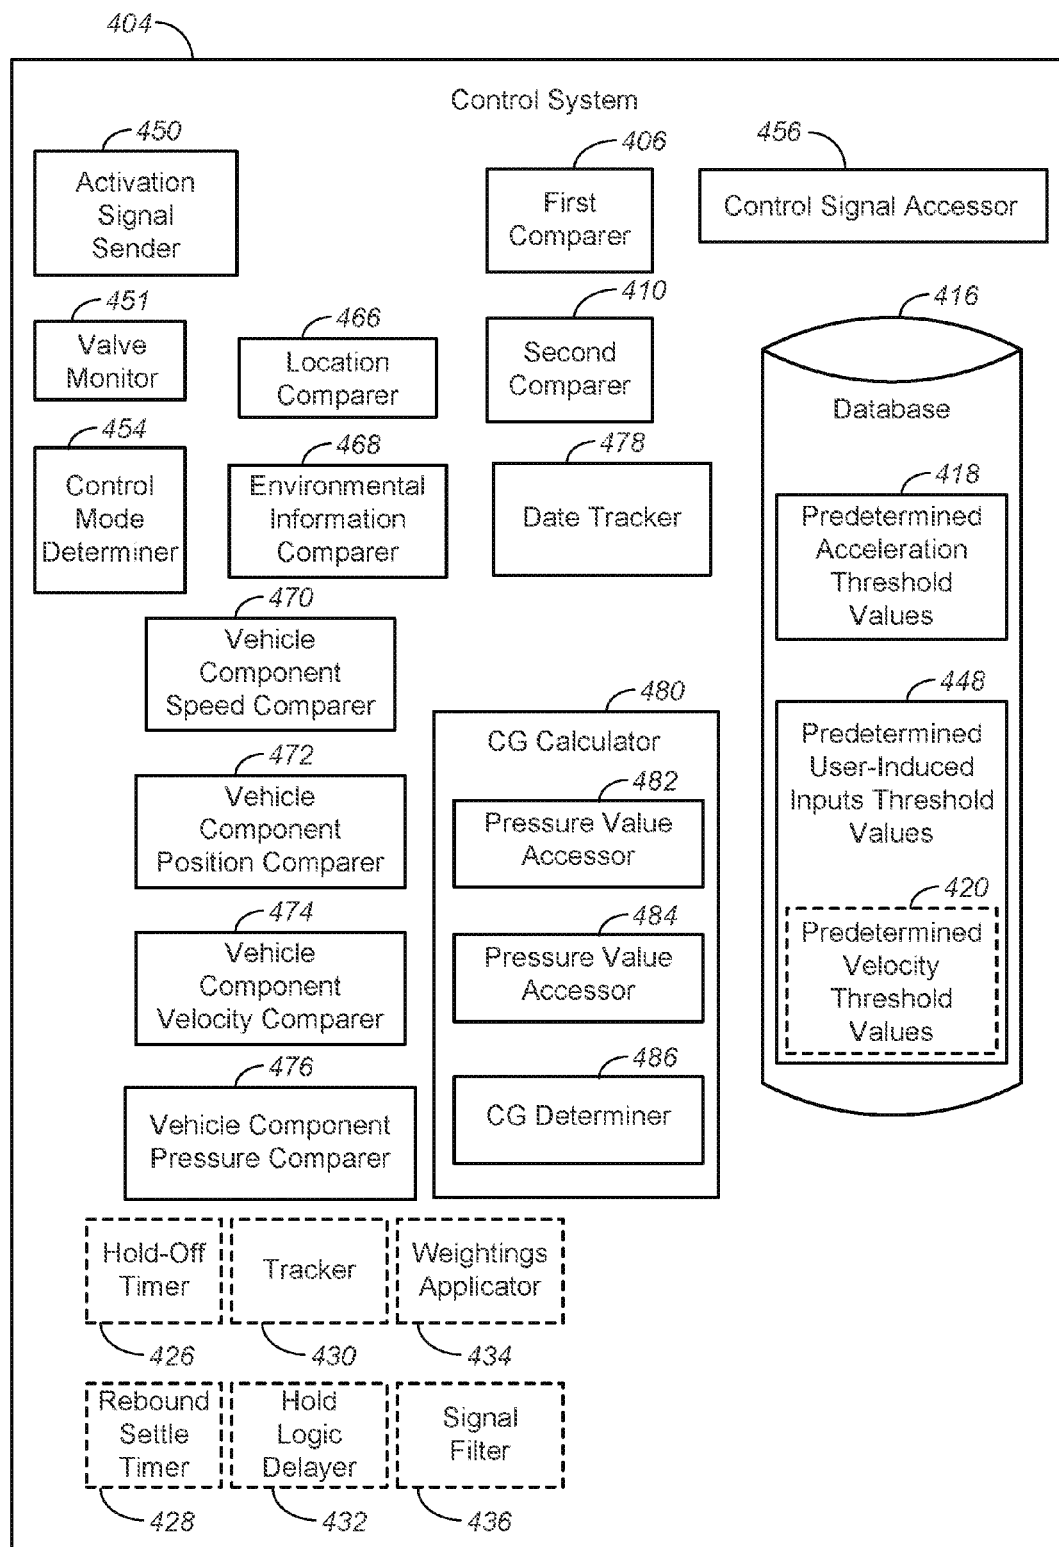 404
Control System
450
Activation
Signal
Sender
406
First
Comparer
456
Control Signal Accessor
451
Valve
Monitor
466
Location
Comparer
410
Second
Comparer
416
Database
454
Control
Mode
Determiner
468
Environmental
Information
Comparer
478
Date Tracker
418
Predetermined
Acceleration
Threshold
Values
470
Vehicle
Component
Speed Comparer
480
CG Calculator
448
Predetermined
User-Induced
Inputs Threshold
Values
472
Vehicle
Component
Position Comparer
482
Pressure Value
Accessor
420
Predetermined
Velocity
Threshold
Values
474
Vehicle
Component
Velocity Comparer
484
Pressure Value
Accessor
476
Vehicle Component
Pressure Comparer
486
CG Determiner
Hold-Off
Timer
426
Tracker
430
Weightings
Applicator
434
Rebound
Settle
Timer
428
Hold
Logic
Delayer
432
Signal
Filter
436